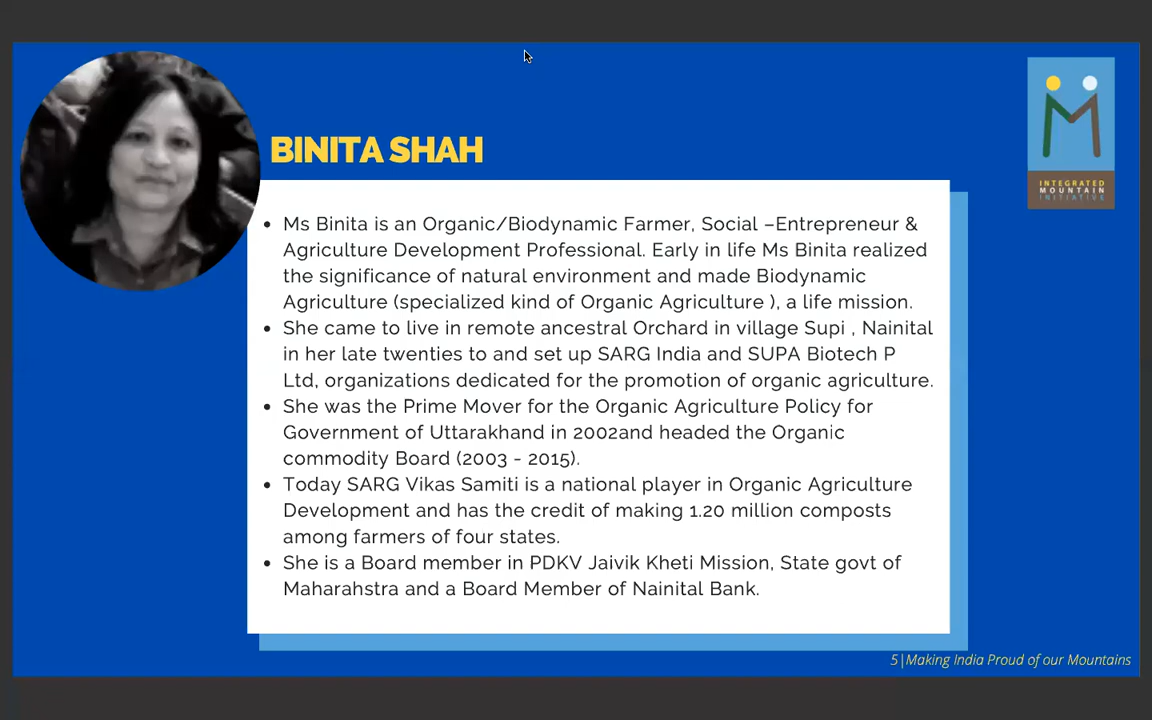 BINITA SHAH
INTEGRATED
MOUNTAIN
INITIATIVE
• Ms Binita is an Organic/Biodynamic Farmer, Social –Entrepreneur &
Agriculture Development Professional. Early in life Ms Binita realized
the significance of natural environment and made Biodynamic
Agriculture (specialized kind of Organic Agriculture ), a life mission.
• She came to live in remote ancestral Orchard in village Supi , Nainital
in her late twenties to and set up SARG India and SUPA Biotech P
Ltd, organizations dedicated for the promotion of organic agriculture.
• She was the Prime Mover for the Organic Agriculture Policy for
Government of Uttarakhand in 2002and headed the Organic
commodity Board (2003 - 2015).
• Today SARG Vikas Samiti is a national player in Organic Agriculture
Development and has the credit of making 1.20 million composts
among farmers of four states.
• She is a Board member in PDKV Jaivik Kheti Mission, State govt of
Maharahstra and a Board Member of Nainital Bank.
5|Making India Proud of our Mountains